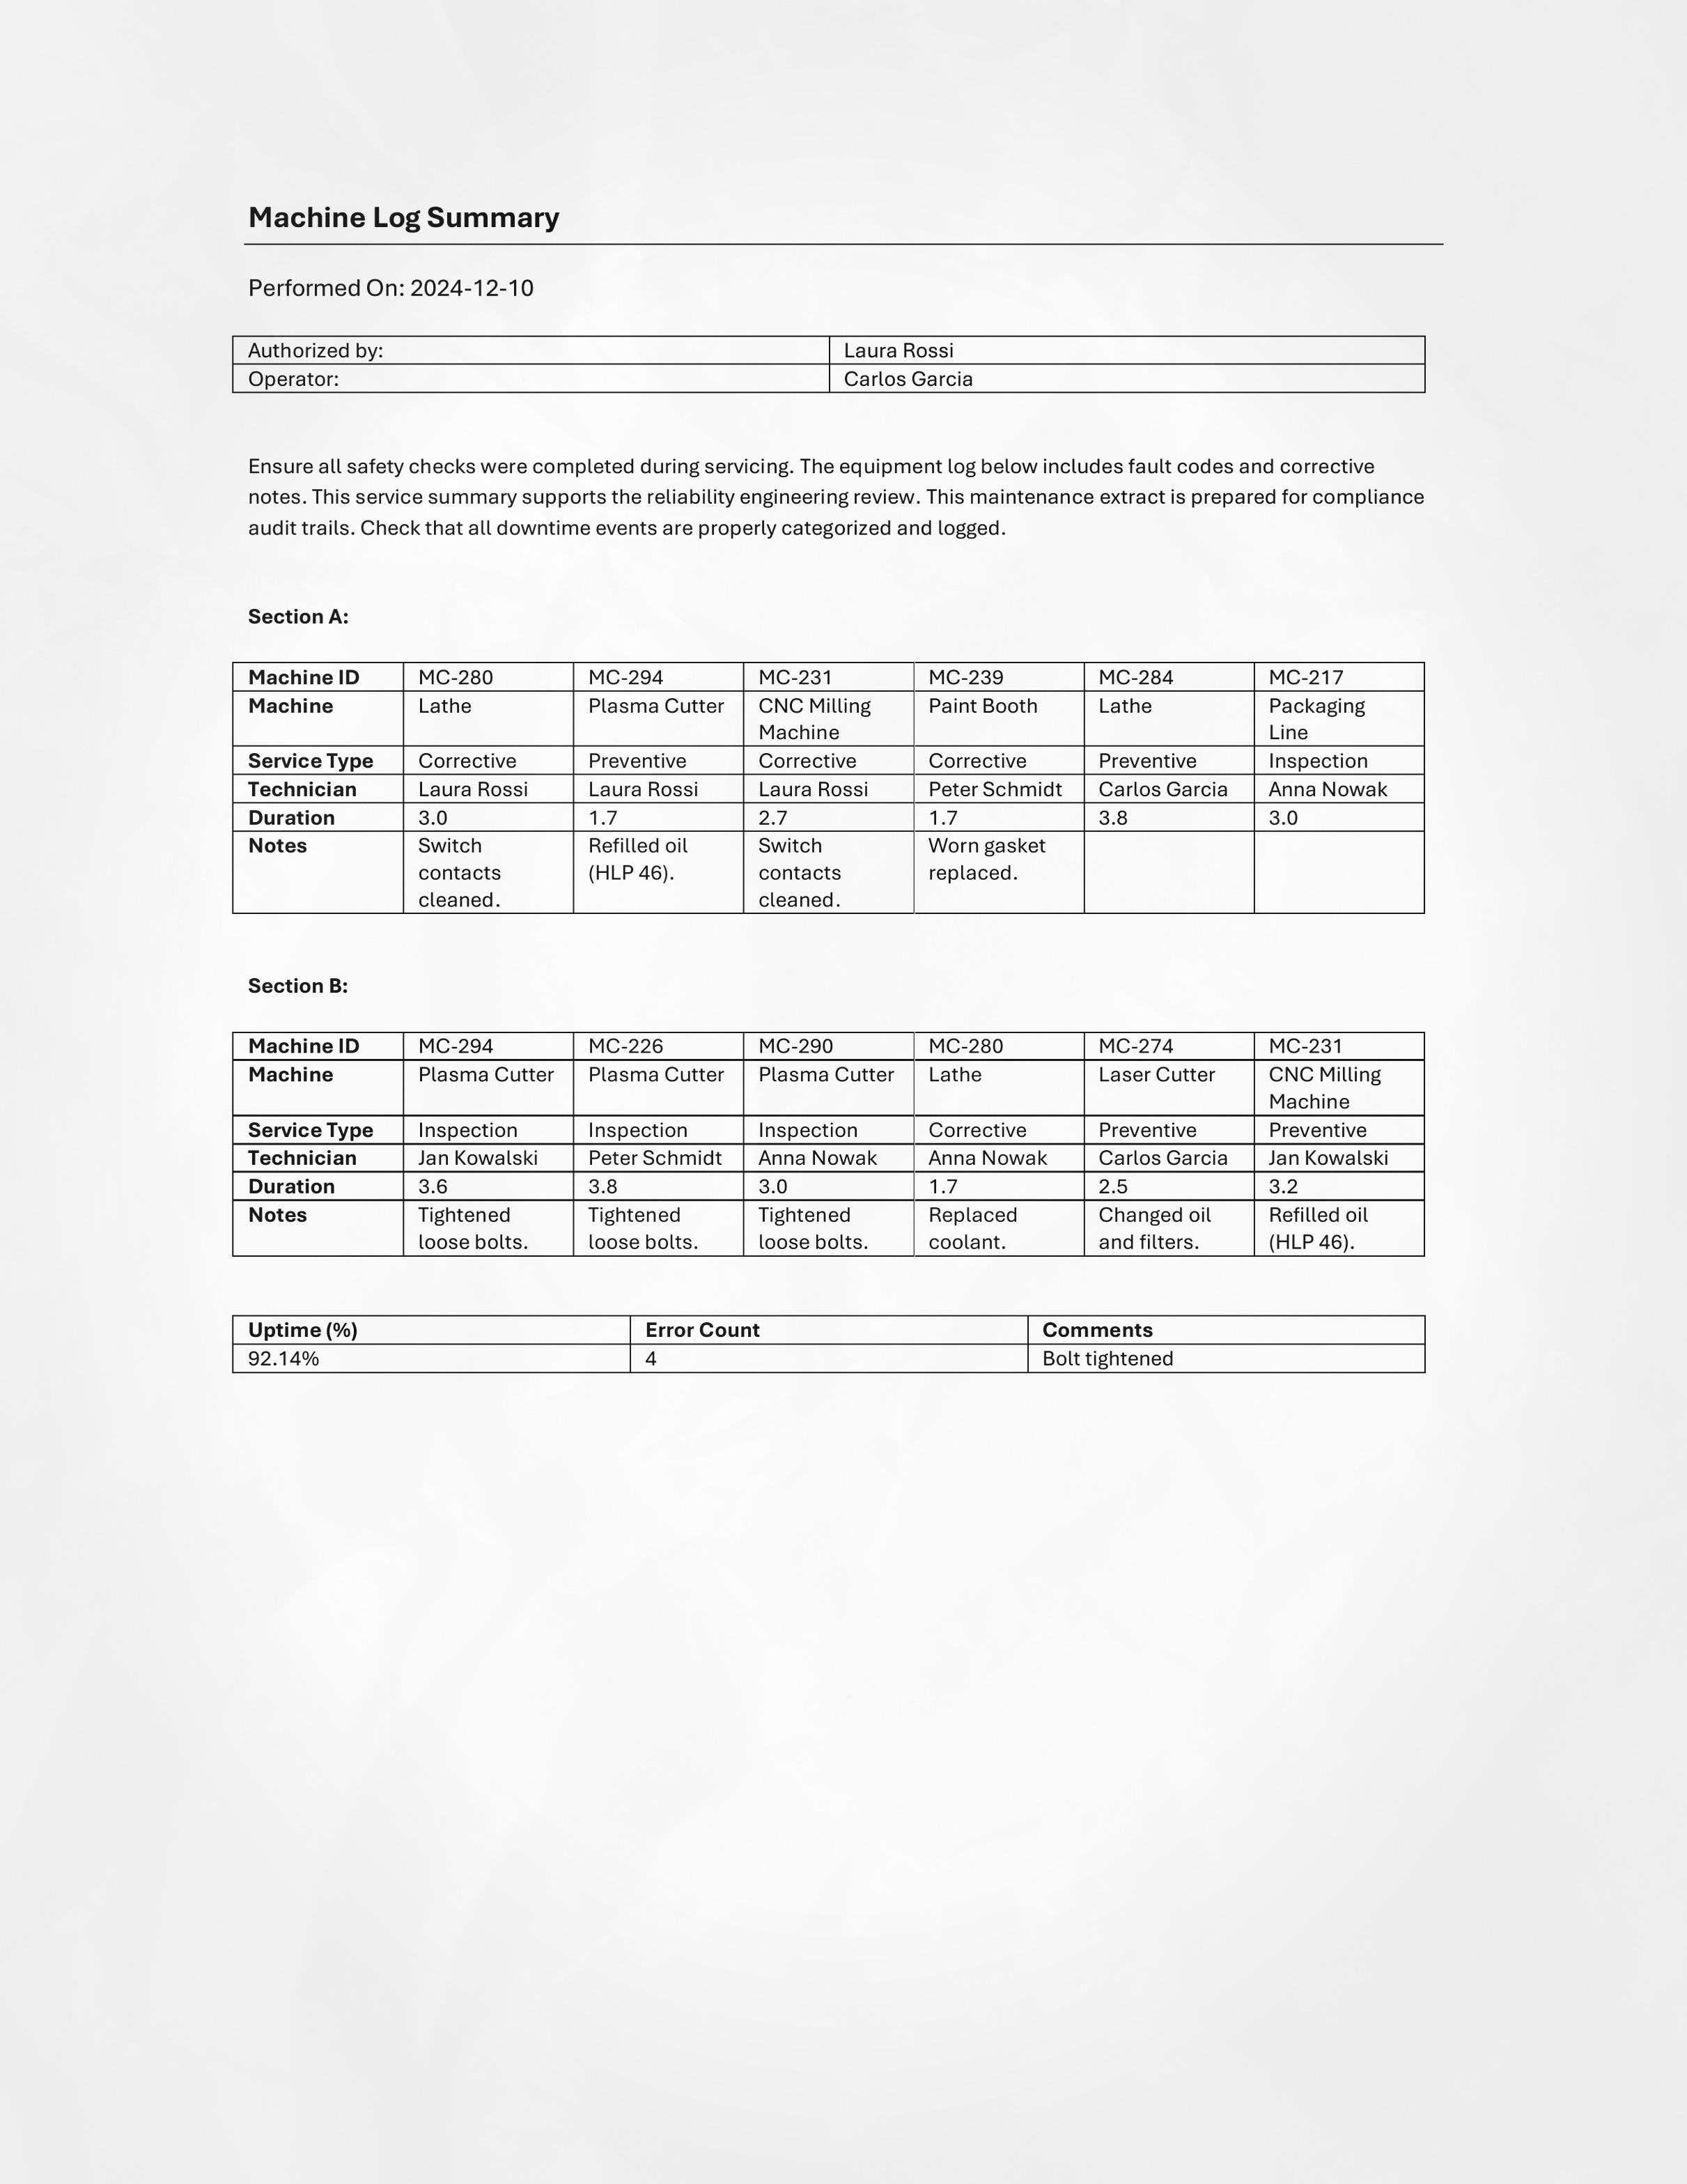 Machine Log Summary
Performed On: 2024-12-10
Authorized by: Laura Rossi
Operator: Carlos Garcia
Ensure all safety checks were completed during servicing. The equipment log below includes fault codes and corrective
notes. This service summary supports the reliability engineering review. This maintenance extract is prepared for compliance
audit trails. Check that all downtime events are properly categorized and logged.
Section A:
Machine ID MC-280 MC-294 MC-231 MC-239 MC-284 MC-217
Machine Lathe Plasma Cutter CNC Milling Paint Booth Lathe Packaging
Machine Line
Service Type Corrective Preventive Corrective Corrective Preventive Inspection
Technician Laura Rossi Laura Rossi Laura Rossi Peter Schmidt Carlos Garcia Anna Nowak
Duration 3.0 1.7 2.7 1.7 3.8 3.0
Notes Switch Refilled oil Switch Worn gasket
contacts (HLP 46). contacts replaced.
cleaned. cleaned.
Section B:
Machine ID MC-294 MC-226 MC-290 MC-280 MC-274 MC-231
Machine Plasma Cutter Plasma Cutter Plasma Cutter Lathe Laser Cutter CNC Milling
Machine
Service Type Inspection Inspection Inspection Corrective Preventive Preventive
Technician Jan Kowalski Peter Schmidt Anna Nowak Anna Nowak Carlos Garcia Jan Kowalski
Duration 3.6 3.8 3.0 1.7 2.5 3.2
Notes Tightened Tightened Tightened Replaced Changed oil Refilled oil
loose bolts. loose bolts. loose bolts. coolant. and filters. (HLP 46).
Uptime (%) Error Count Comments
92.14% 4 Bolt tightened